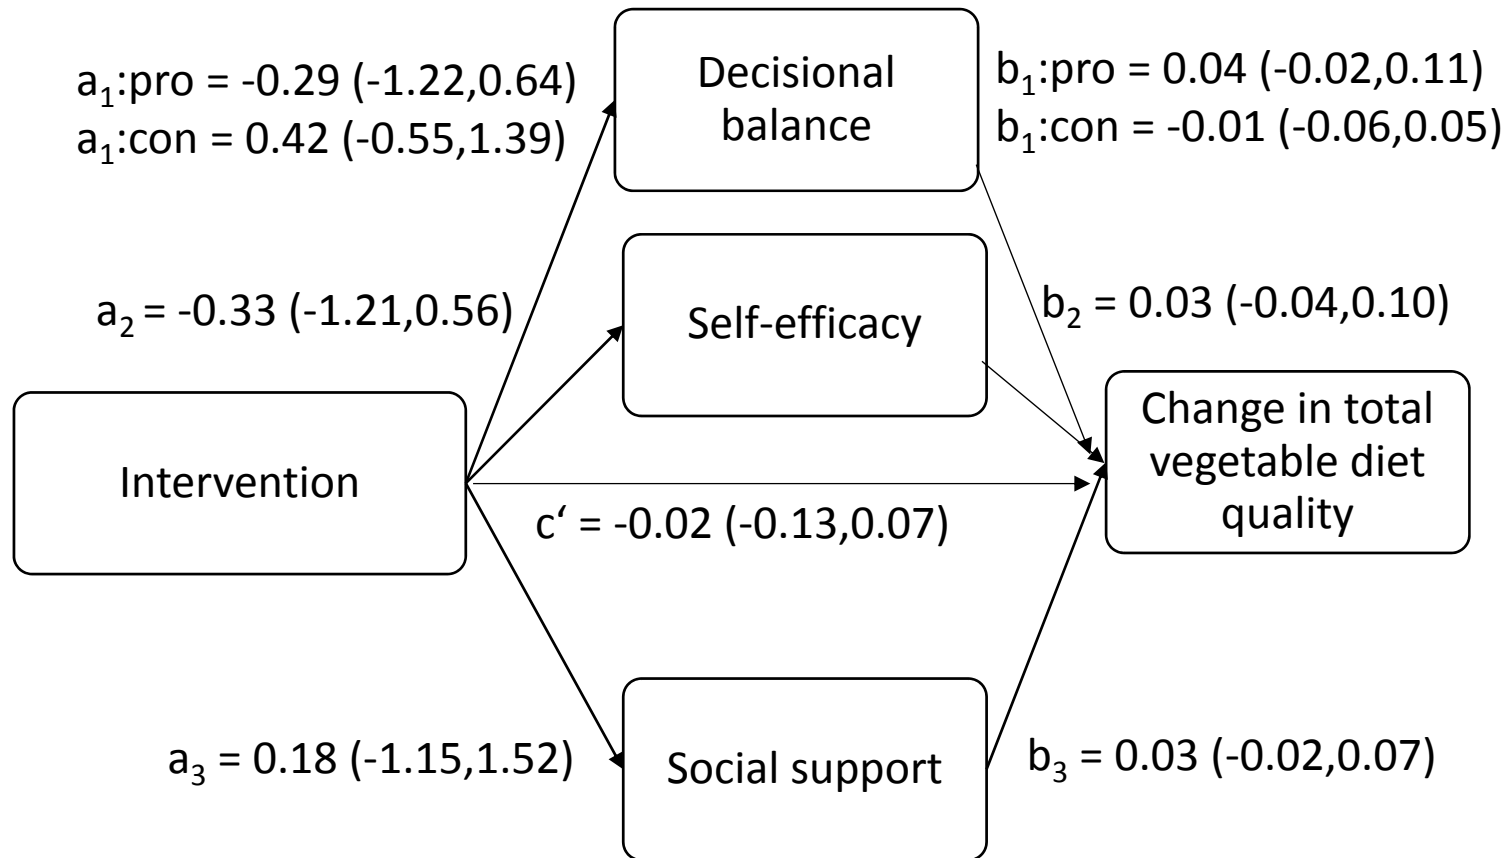 a₁:pro = -0.29 (-1.22,0.64)
a₁:con = 0.42 (-0.55,1.39)
Decisional
balance
b₁:pro = 0.04 (-0.02,0.11)
b₁:con = -0.01 (-0.06,0.05)
a₂ = -0.33 (-1.21,0.56)
Self-efficacy
b₂ = 0.03 (-0.04,0.10)
Intervention
c‘ = -0.02 (-0.13,0.07)
Change in total
vegetable diet
quality
a₃ = 0.18 (-1.15,1.52)
Social support
b₃ = 0.03 (-0.02,0.07)